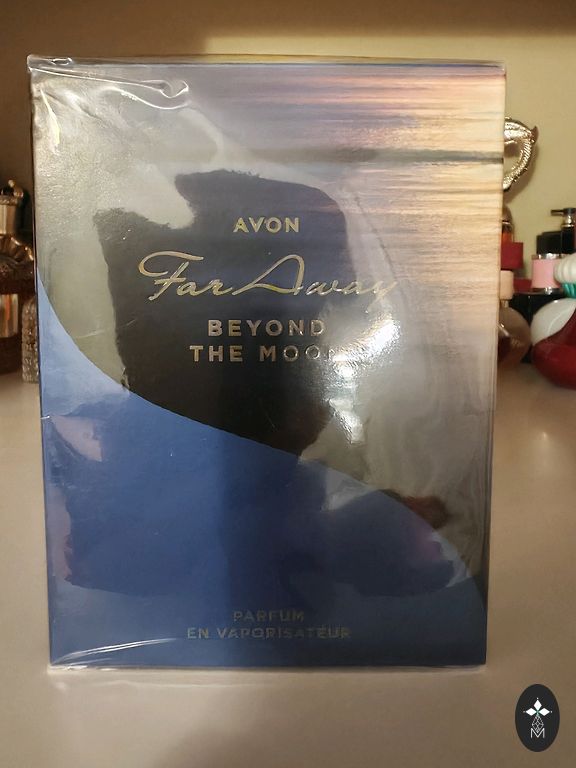 AVON
Far Away
BEYOND
THE MOON
PARFUM
EN VAPORISATEUR
M